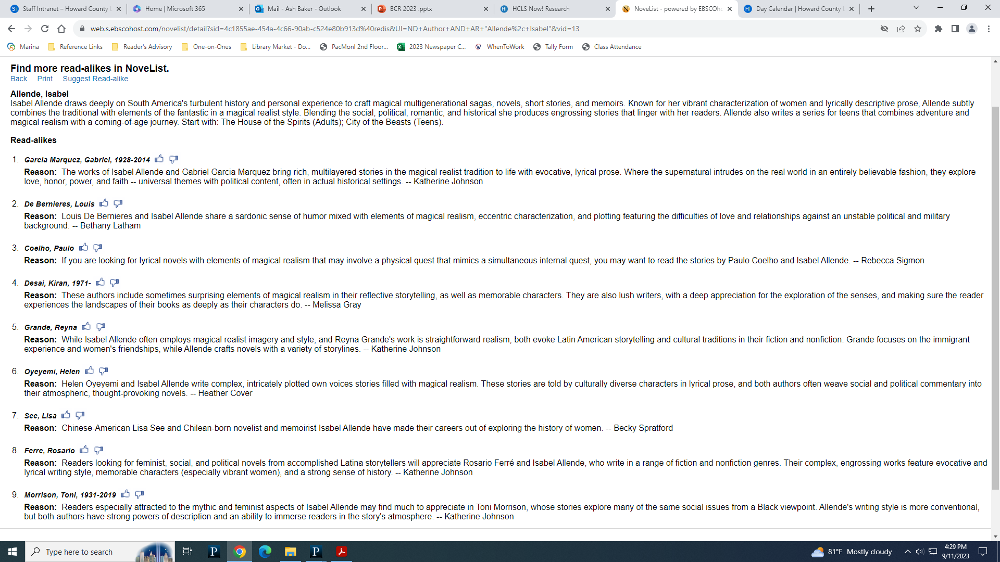 Staff Intranet – Howard County L
Home | Microsoft 365
Mail - Ash Baker - Outlook
BCR 2023 .pptx
HCLS Now! Research
NoveList - powered by EBSCOho
Day Calendar | Howard County L
web.s.ebscohost.com/novelist/detail?sid=4c1855ae-454a-4c66-90ab-c524e80b913d%40redis&UI=ND+Author+AND+AR+"Allende%2c+Isabel"&vid=13
Marina
Reference Links
Reader's Advisory
One-on-Ones
Library Market - Do...
PacMonl 2nd Floor...
2023 Newspaper C...
WhenToWork
Tally Form
Class Attendance
Find more read-alikes in NoveList.
Back Print Suggest Read-alike
Allende, Isabel
Isabel Allende draws deeply on South America's turbulent history and personal experience to craft magical multigenerational sagas, novels, short stories, and memoirs. Known for her vibrant characterization of women and lyrically descriptive prose, Allende subtly
combines the traditional with elements of the fantastic in a magical realist style. Blending the social, political, romantic, and historical she produces engrossing stories that linger with her readers. Allende also writes a series for teens that combines adventure and
magical realism with a coming-of-age journey. Start with: The House of the Spirits (Adults); City of the Beasts (Teens).
Read-alikes
1. Garcia Marquez, Gabriel, 1928-2014
Reason: The works of Isabel Allende and Gabriel Garcia Marquez bring rich, multilayered stories in the magical realist tradition to life with evocative, lyrical prose. Where the supernatural intrudes on the real world in an entirely believable fashion, they explore
love, honor, power, and faith -- universal themes with political content, often in actual historical settings. -- Katherine Johnson
2. De Bernieres, Louis
Reason: Louis De Bernieres and Isabel Allende share a sardonic sense of humor mixed with elements of magical realism, eccentric characterization, and plotting featuring the difficulties of love and relationships against an unstable political and military
background. -- Bethany Latham
3. Coelho, Paulo
Reason: If you are looking for lyrical novels with elements of magical realism that may involve a physical quest that mimics a simultaneous internal quest, you may want to read the stories by Paulo Coelho and Isabel Allende. -- Rebecca Sigmon
4. Desai, Kiran, 1971-
Reason: These authors include sometimes surprising elements of magical realism in their reflective storytelling, as well as memorable characters. They are also lush writers, with a deep appreciation for the exploration of the senses, and making sure the reader
experiences the landscapes of their books as deeply as their characters do. -- Melissa Gray
5. Grande, Reyna
Reason: While Isabel Allende often employs magical realist imagery and style, and Reyna Grande's work is straightforward realism, both evoke Latin American storytelling and cultural traditions in their fiction and nonfiction. Grande focuses on the immigrant
experience and women's friendships, while Allende crafts novels with a variety of storylines. -- Katherine Johnson
6. Oyeyemi, Helen
Reason: Helen Oyeyemi and Isabel Allende write complex, intricately plotted own voices stories filled with magical realism. These stories are told by culturally diverse characters in lyrical prose, and both authors often weave social and political commentary into
their atmospheric, thought-provoking novels. -- Heather Cover
7. See, Lisa
Reason: Chinese-American Lisa See and Chilean-born novelist and memoirist Isabel Allende have made their careers out of exploring the history of women. -- Becky Spratford
8. Ferre, Rosario
Reason: Readers looking for feminist, social, and political novels from accomplished Latina storytellers will appreciate Rosario Ferré and Isabel Allende, who write in a range of fiction and nonfiction genres. Their complex, engrossing works feature evocative and
lyrical writing style, memorable characters (especially vibrant women), and a strong sense of history. -- Katherine Johnson
9. Morrison, Toni, 1931-2019
Reason: Readers especially attracted to the mythic and feminist aspects of Isabel Allende may find much to appreciate in Toni Morrison, whose stories explore many of the same social issues from a Black viewpoint. Allende's writing style is more conventional,
but both authors have strong powers of description and an ability to immerse readers in the story's atmosphere. -- Katherine Johnson
Type here to search
81°F Mostly cloudy
4:29 PM
9/11/2023